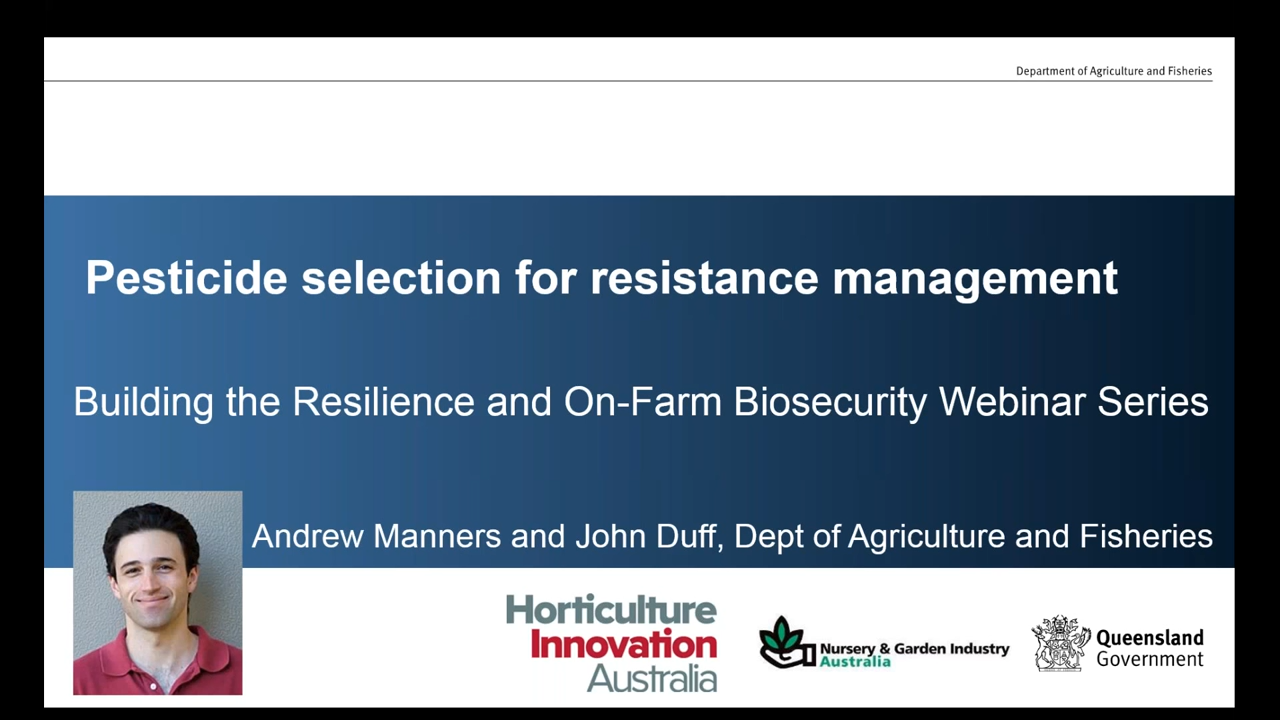 Department of Agriculture and Fisheries
Pesticide selection for resistance management
Building the Resilience and On-Farm Biosecurity Webinar Series
Andrew Manners and John Duff, Dept of Agriculture and Fisheries
Horticulture
Innovation
Australia
Nursery & Garden Industry
Australia
Queensland
Government